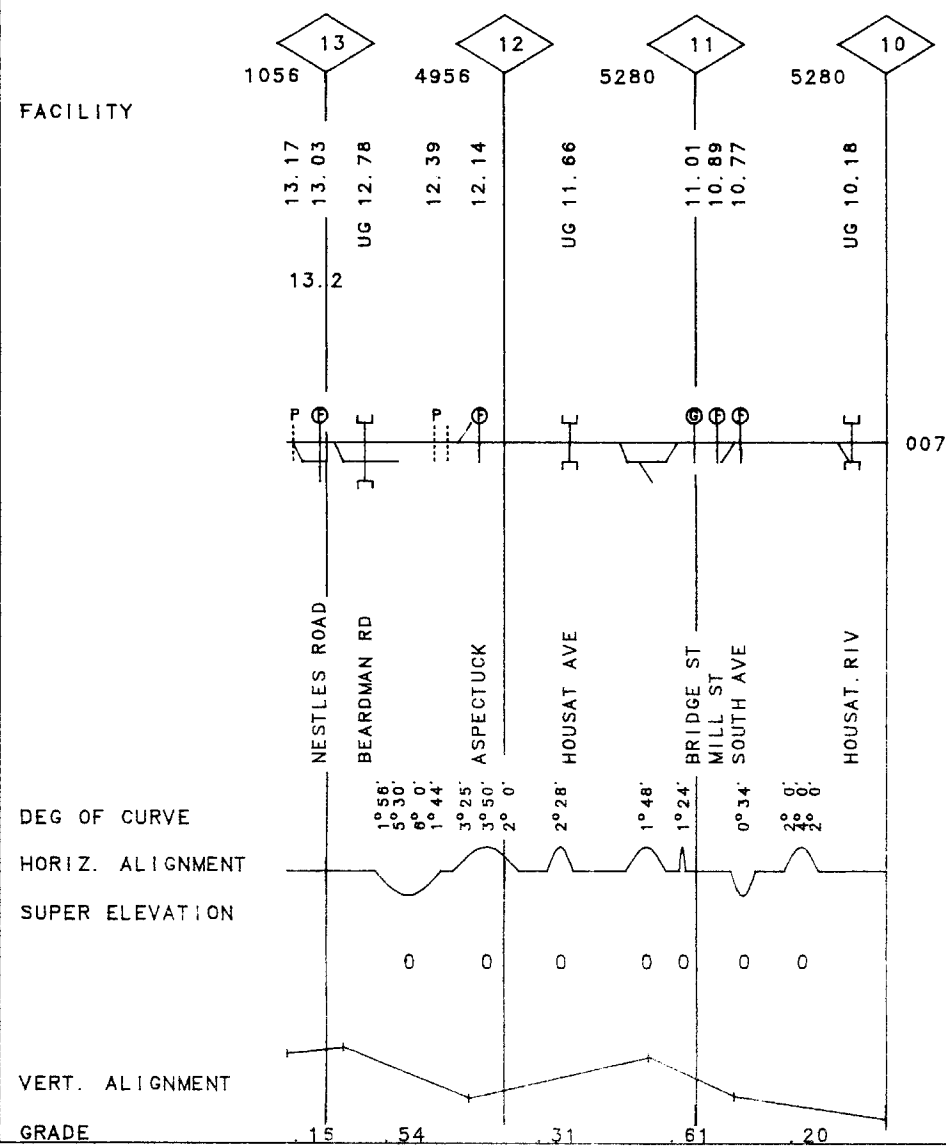 13 12 11 10
1056 4956 5280 5280
FACILITY
13.17
13.03
UG 12.78
12.39
12.14
UG 11.66
11.01
10.89
10.77
UG 10.18
13.2
P F P F G F F
007
NESTLES ROAD
BEARDMAN RD
ASPECTUCK
HOUSAT AVE
BRIDGE ST
MILL ST
SOUTH AVE
HOUSAT. RIV
DEG OF CURVE
1°56'
5°30'
6° 0'
1°44'
3°25'
3°50'
2° 0'
2°28'
1°48'
1°24'
0°34'
2° 0'
4° 0'
2° 0'
HORIZ. ALIGNMENT
SUPER ELEVATION
0 0 0 0 0 0 0
VERT. ALIGNMENT
GRADE .15 .54 .31 .61 .20